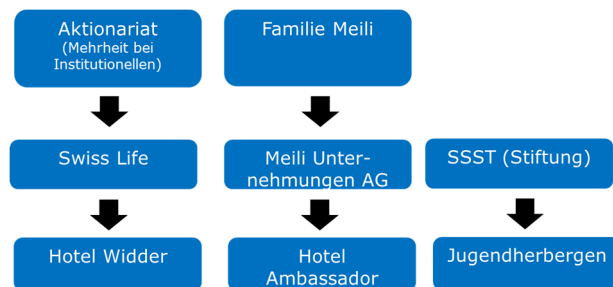 Aktionariat
(Mehrheit bei
Institutionellen)
Familie Meili
Swiss Life
Meili Unter-
nehmungen AG
SSST (Stiftung)
Hotel Widder
Hotel
Ambassador
Jugendherbergen